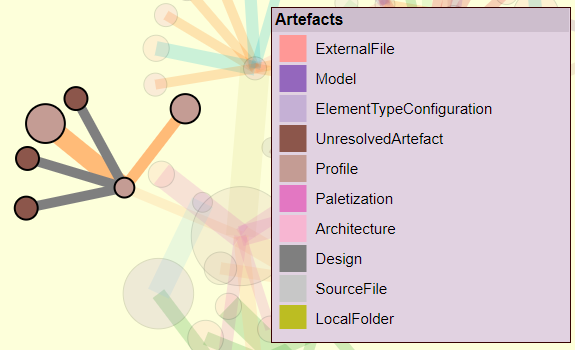 Artefacts
ExternalFile
Model
ElementTypeConfiguration
UnresolvedArtefact
Profile
Paletization
Architecture
Design
SourceFile
LocalFolder